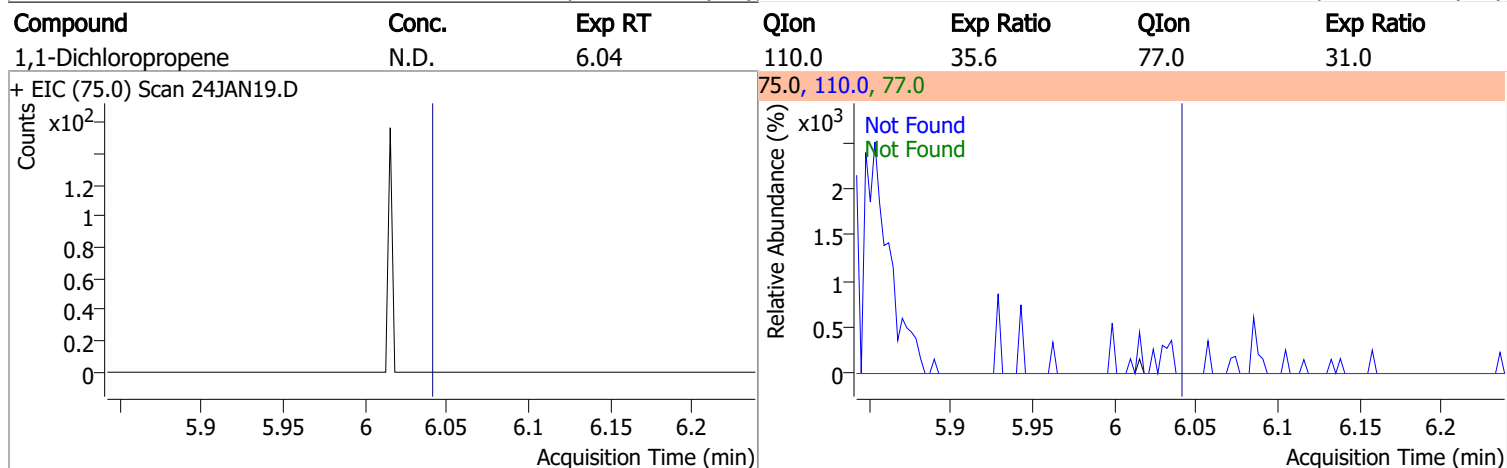 Compound Conc. Exp RT QIon Exp Ratio QIon Exp Ratio
1,1-Dichloropropene N.D. 6.04 110.0 35.6 77.0 31.0
+ EIC (75.0) Scan 24JAN19.D
Counts
x10²
1.2
1
0.8
0.6
0.4
0.2
0
5.9 5.95 6 6.05 6.1 6.15 6.2
Acquisition Time (min)
75.0, 110.0, 77.0
Relative Abundance (%)
x10³
Not Found
Not Found
2
1.5
1
0.5
0
5.9 5.95 6 6.05 6.1 6.15 6.2
Acquisition Time (min)